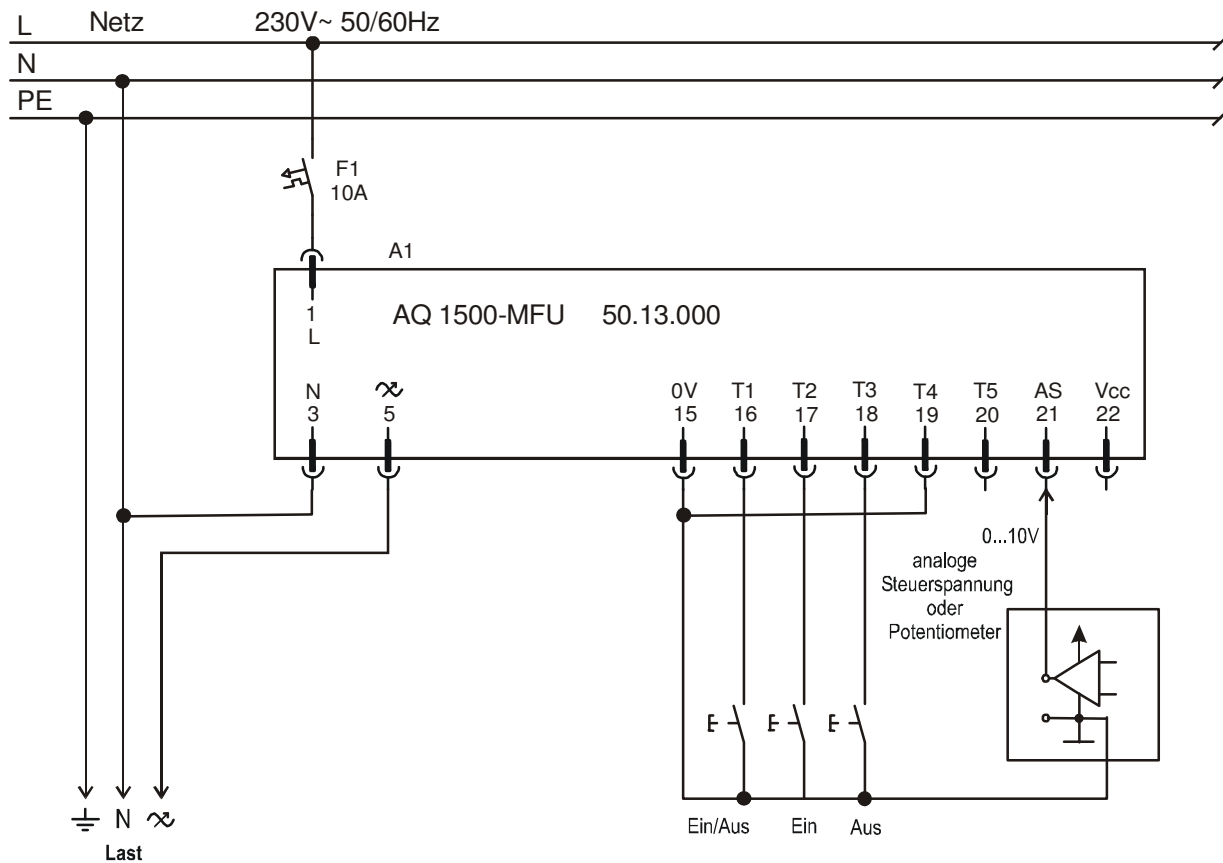 L Netz 230V~ 50/60Hz
N
PE
F1
10A
A1
1
L
AQ 1500-MFU 50.13.000
N
3
5
0V T1 T2 T3 T4 T5 AS Vcc
15 16 17 18 19 20 21 22
0...10V
analoge
Steuerspannung
oder
Potentiometer
N
Last
Ein/Aus Ein Aus